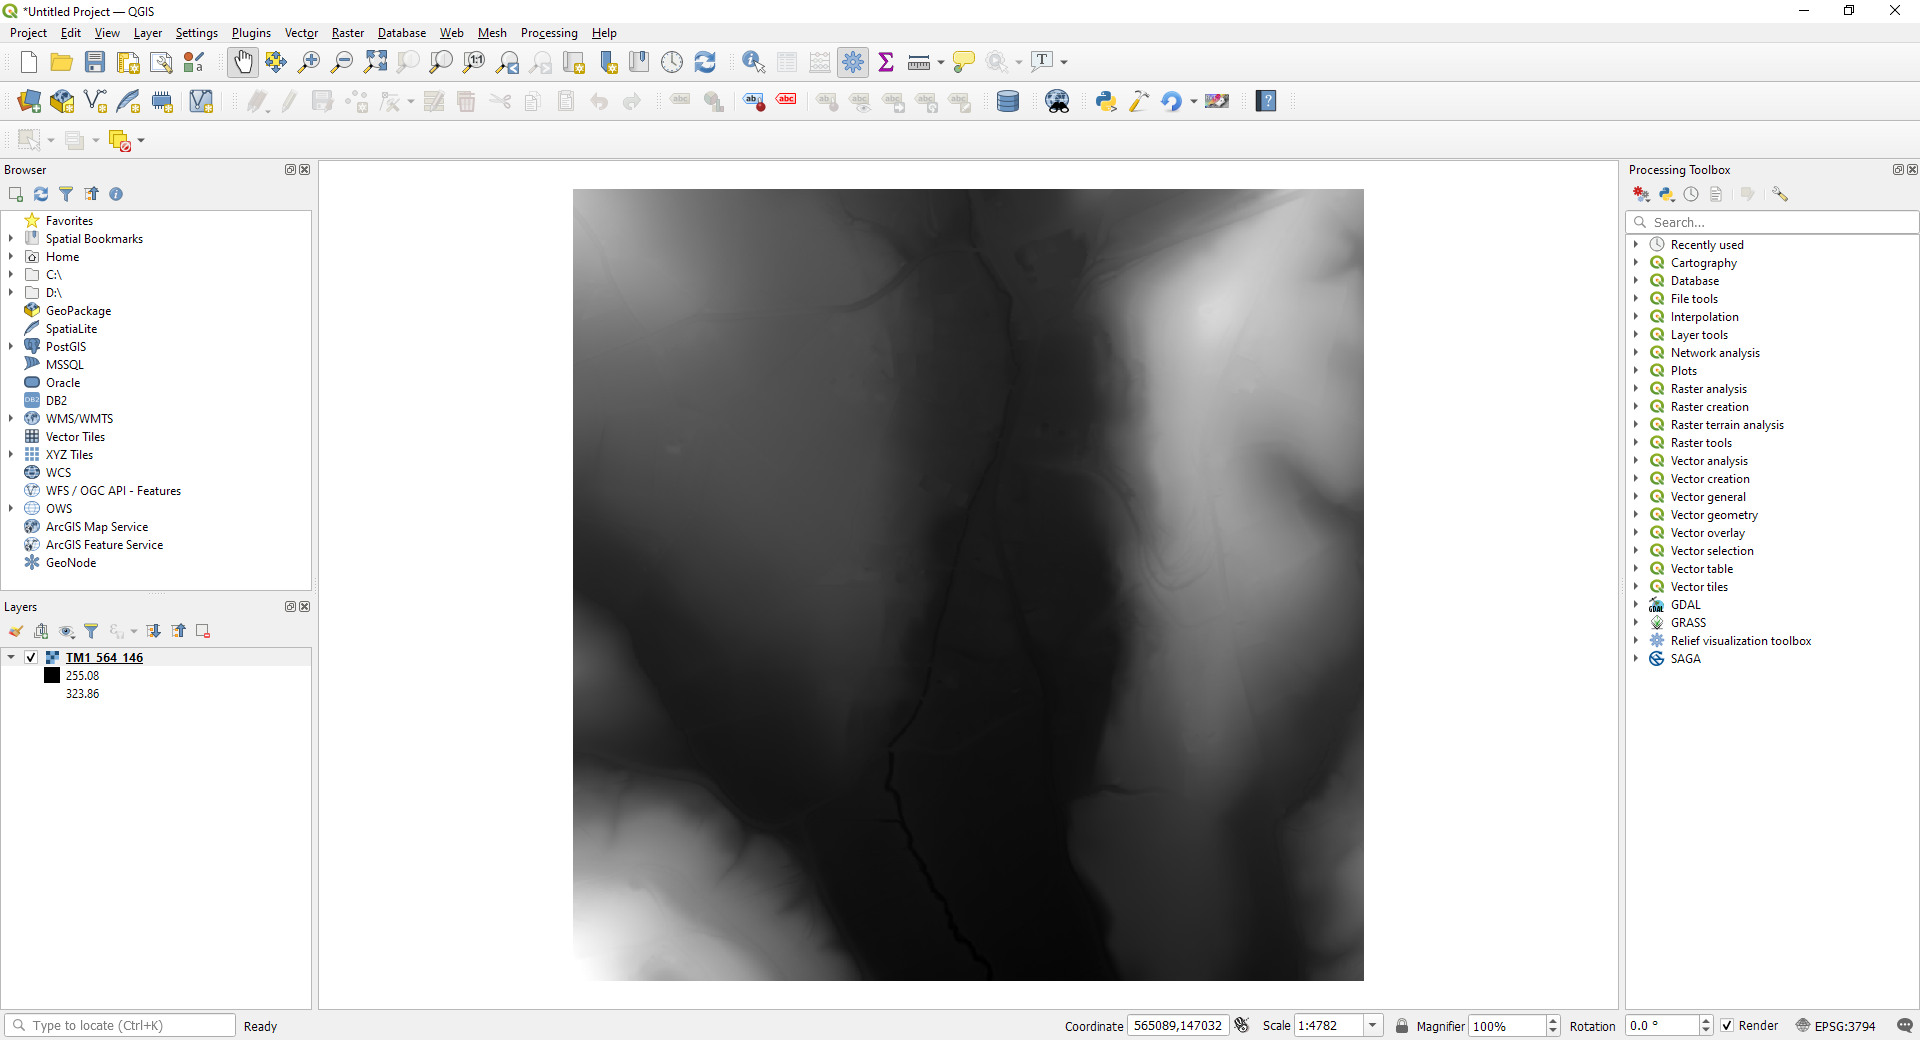 *Untitled Project — QGIS
Project Edit View Layer Settings Plugins Vector Raster Database Web Mesh Processing Help
Browser
Favorites
Spatial Bookmarks
Home
C:\
D:\
GeoPackage
SpatiaLite
PostGIS
MSSQL
Oracle
DB2
WMS/WMTS
Vector Tiles
XYZ Tiles
WCS
WFS / OGC API - Features
OWS
ArcGIS Map Service
ArcGIS Feature Service
GeoNode
Layers
TM1_564_146
255.08
323.86
Processing Toolbox
Search...
Recently used
Cartography
Database
File tools
Interpolation
Layer tools
Network analysis
Plots
Raster analysis
Raster creation
Raster terrain analysis
Raster tools
Vector analysis
Vector creation
Vector general
Vector geometry
Vector overlay
Vector selection
Vector table
Vector tiles
GDAL
GRASS
Relief visualization toolbox
SAGA
Type to locate (Ctrl+K) Ready Coordinate 565089,147032 Scale 1:4782 Magnifier 100% Rotation 0.0 ° Render EPSG:3794